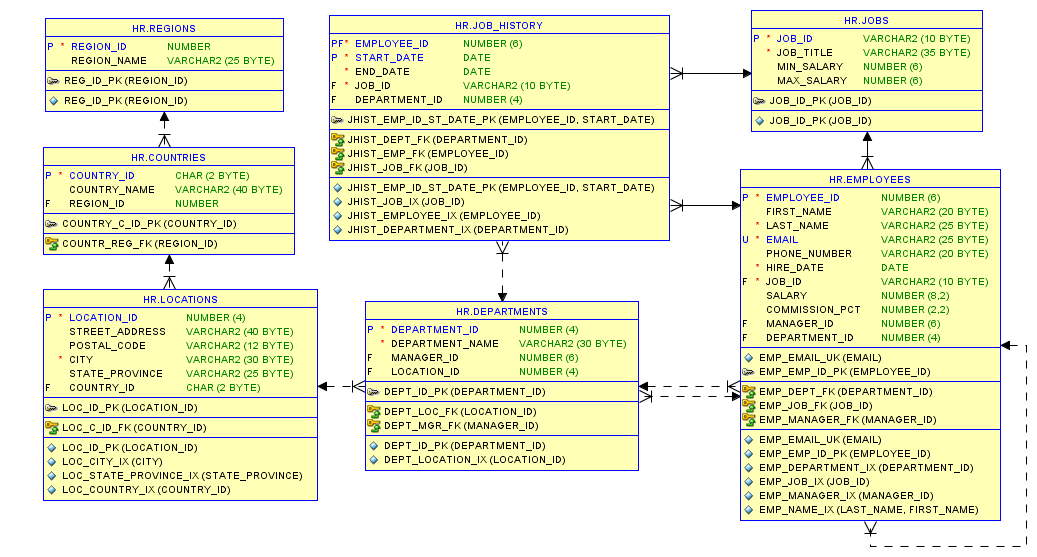 HR.REGIONS
P * REGION_ID NUMBER
REGION_NAME VARCHAR2 (25 BYTE)
REG_ID_PK (REGION_ID)
REG_ID_PK (REGION_ID)
HR.COUNTRIES
P * COUNTRY_ID CHAR (2 BYTE)
COUNTRY_NAME VARCHAR2 (40 BYTE)
F REGION_ID NUMBER
COUNTRY_C_ID_PK (COUNTRY_ID)
COUNTR_REG_FK (REGION_ID)
HR.LOCATIONS
P * LOCATION_ID NUMBER (4)
STREET_ADDRESS VARCHAR2 (40 BYTE)
POSTAL_CODE VARCHAR2 (12 BYTE)
* CITY VARCHAR2 (30 BYTE)
STATE_PROVINCE VARCHAR2 (25 BYTE)
F COUNTRY_ID CHAR (2 BYTE)
LOC_ID_PK (LOCATION_ID)
LOC_C_ID_FK (COUNTRY_ID)
LOC_ID_PK (LOCATION_ID)
LOC_CITY_IX (CITY)
LOC_STATE_PROVINCE_IX (STATE_PROVINCE)
LOC_COUNTRY_IX (COUNTRY_ID)
HR.JOB_HISTORY
PF* EMPLOYEE_ID NUMBER (6)
P * START_DATE DATE
* END_DATE DATE
F * JOB_ID VARCHAR2 (10 BYTE)
F DEPARTMENT_ID NUMBER (4)
JHIST_EMP_ID_ST_DATE_PK (EMPLOYEE_ID, START_DATE)
JHIST_DEPT_FK (DEPARTMENT_ID)
JHIST_EMP_FK (EMPLOYEE_ID)
JHIST_JOB_FK (JOB_ID)
JHIST_EMP_ID_ST_DATE_PK (EMPLOYEE_ID, START_DATE)
JHIST_JOB_IX (JOB_ID)
JHIST_EMPLOYEE_IX (EMPLOYEE_ID)
JHIST_DEPARTMENT_IX (DEPARTMENT_ID)
HR.DEPARTMENTS
P * DEPARTMENT_ID NUMBER (4)
* DEPARTMENT_NAME VARCHAR2 (30 BYTE)
F MANAGER_ID NUMBER (6)
F LOCATION_ID NUMBER (4)
DEPT_ID_PK (DEPARTMENT_ID)
DEPT_LOC_FK (LOCATION_ID)
DEPT_MGR_FK (MANAGER_ID)
DEPT_ID_PK (DEPARTMENT_ID)
DEPT_LOCATION_IX (LOCATION_ID)
HR.JOBS
P * JOB_ID VARCHAR2 (10 BYTE)
* JOB_TITLE VARCHAR2 (35 BYTE)
MIN_SALARY NUMBER (6)
MAX_SALARY NUMBER (6)
JOB_ID_PK (JOB_ID)
JOB_ID_PK (JOB_ID)
HR.EMPLOYEES
P * EMPLOYEE_ID NUMBER (6)
FIRST_NAME VARCHAR2 (20 BYTE)
* LAST_NAME VARCHAR2 (25 BYTE)
U * EMAIL VARCHAR2 (25 BYTE)
PHONE_NUMBER VARCHAR2 (20 BYTE)
* HIRE_DATE DATE
F * JOB_ID VARCHAR2 (10 BYTE)
SALARY NUMBER (8,2)
COMMISSION_PCT NUMBER (2,2)
F MANAGER_ID NUMBER (6)
F DEPARTMENT_ID NUMBER (4)
EMP_EMAIL_UK (EMAIL)
EMP_EMP_ID_PK (EMPLOYEE_ID)
EMP_DEPT_FK (DEPARTMENT_ID)
EMP_JOB_FK (JOB_ID)
EMP_MANAGER_FK (MANAGER_ID)
EMP_EMAIL_UK (EMAIL)
EMP_EMP_ID_PK (EMPLOYEE_ID)
EMP_DEPARTMENT_IX (DEPARTMENT_ID)
EMP_JOB_IX (JOB_ID)
EMP_MANAGER_IX (MANAGER_ID)
EMP_NAME_IX (LAST_NAME, FIRST_NAME)